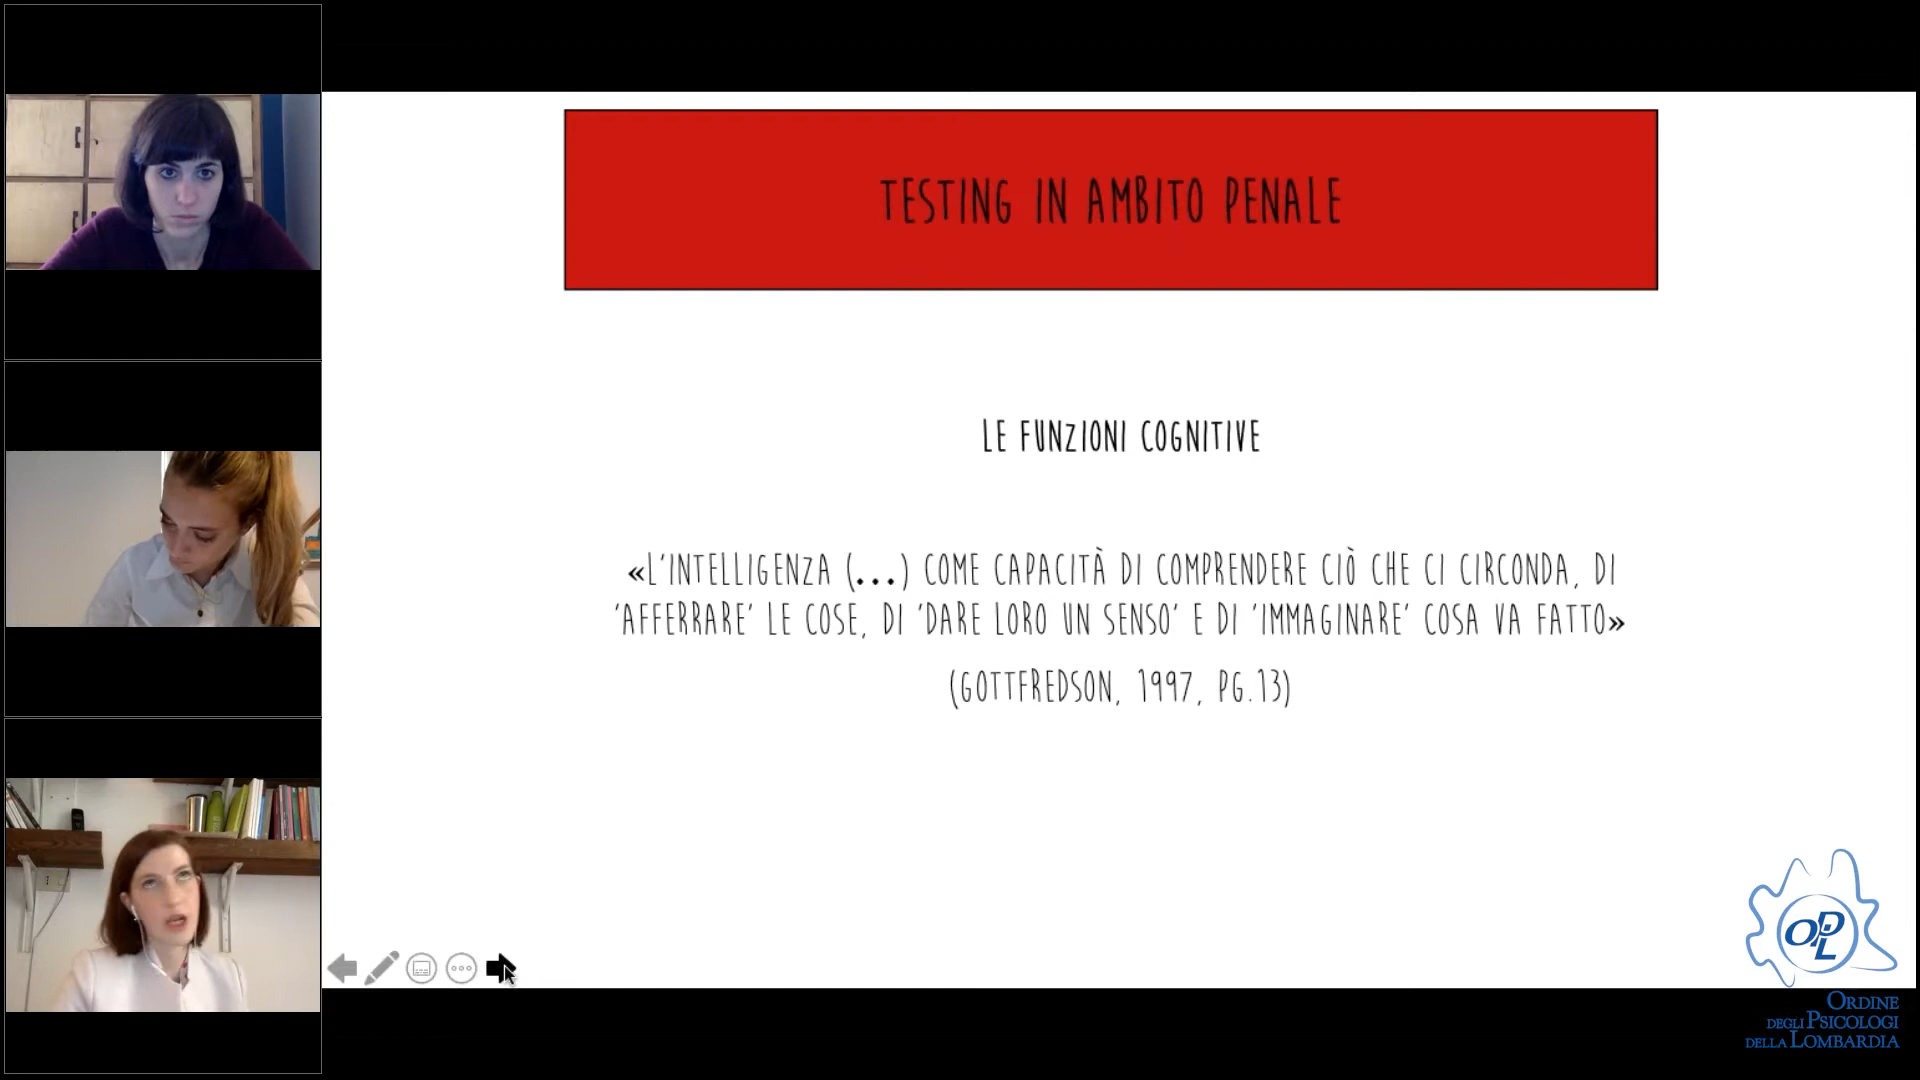 TESTING IN AMBITO PENALE
LE FUNZIONI COGNITIVE
«L'INTELLIGENZA (...) COME CAPACITÀ DI COMPRENDERE CIÒ CHE CI CIRCONDA, DI
'AFFERRARE' LE COSE, DI 'DARE LORO UN SENSO' E DI 'IMMAGINARE' COSA VA FATTO»
(GOTTFREDSON, 1997, PG.13)
OPL
ORDINE
DEGLI PSICOLOGI
DELLA LOMBARDIA